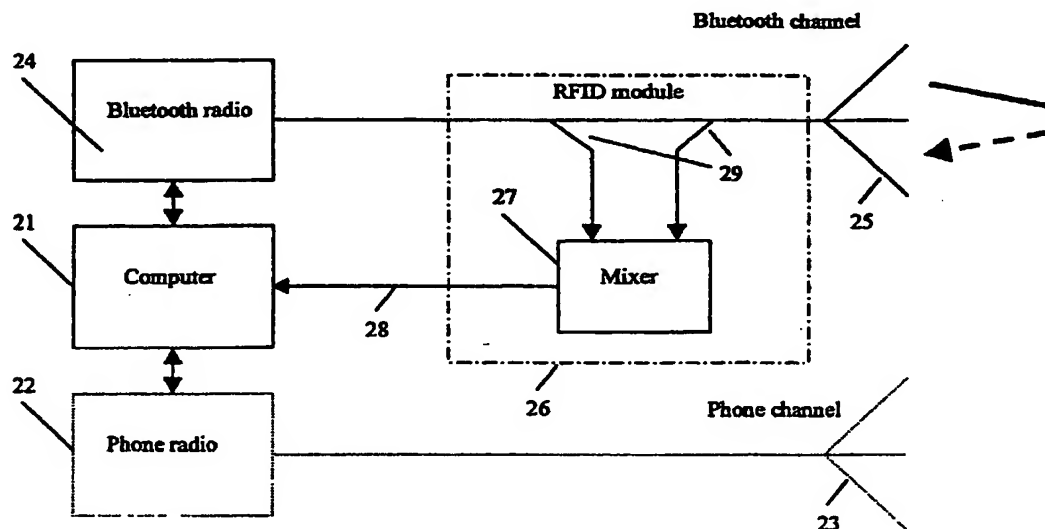 Bluetooth channel
24
Bluetooth radio
RFID module
29
25
27
21
Computer
Mixer
28
22
26
Phone channel
Phone radio
23